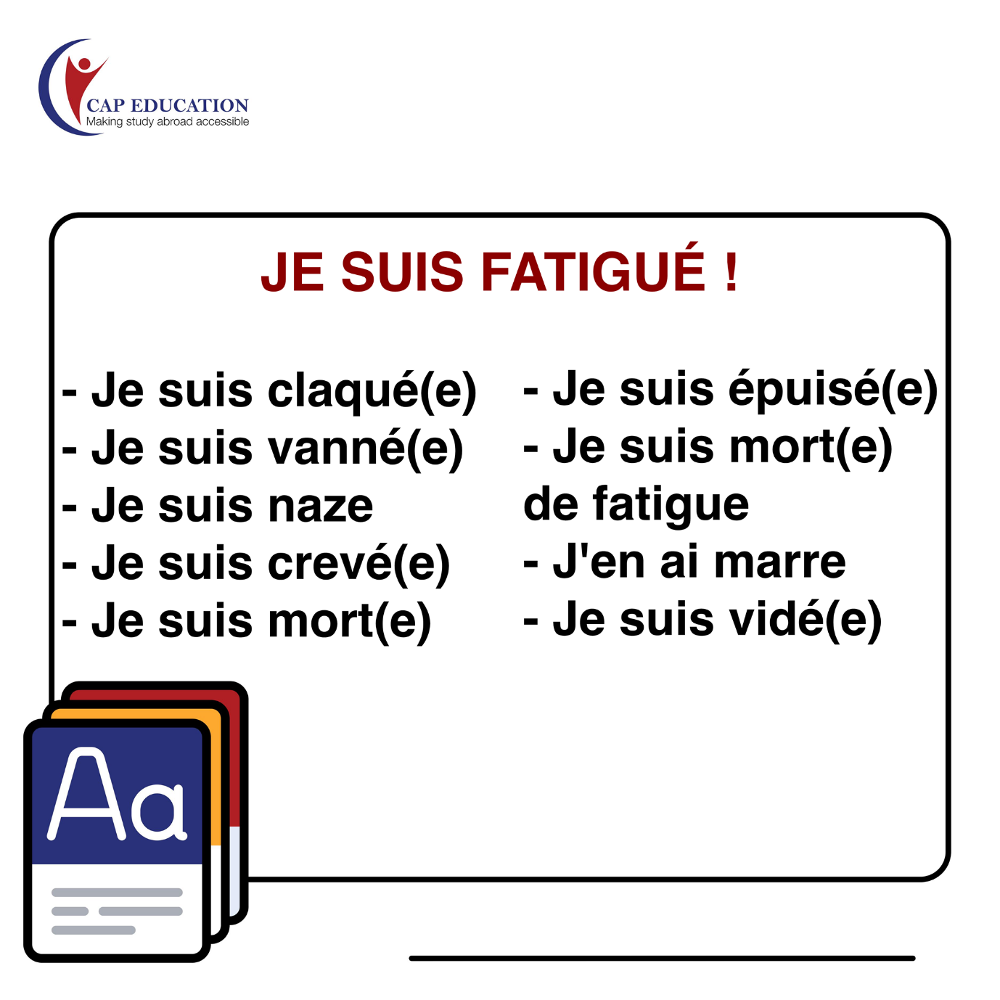 CAP EDUCATION
Making study abroad accessible
JE SUIS FATIGUÉ !
- Je suis claqué(e)
- Je suis vanné(e)
- Je suis naze
- Je suis crevé(e)
- Je suis mort(e)
- Je suis épuisé(e)
- Je suis mort(e)
de fatigue
- J'en ai marre
- Je suis vidé(e)
Aa